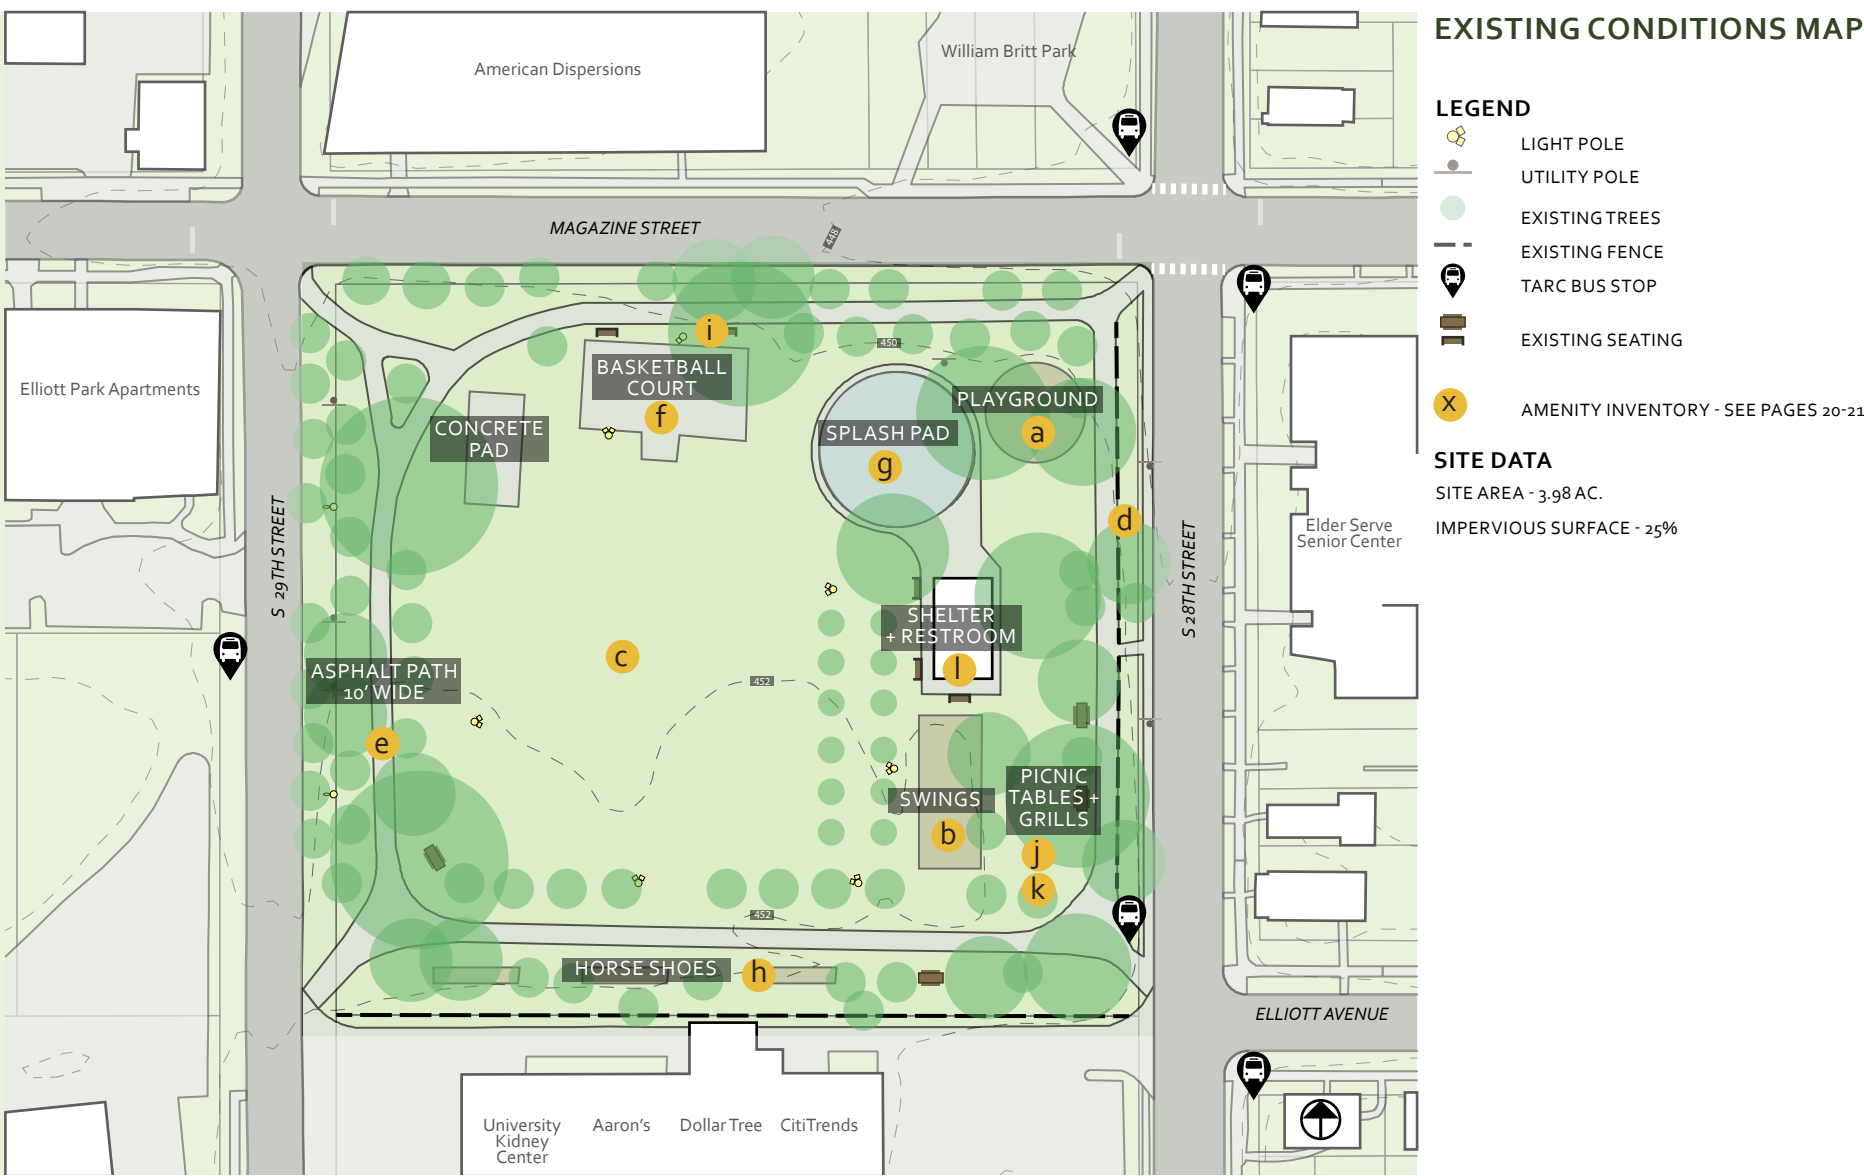 EXISTING CONDITIONS MAP
LEGEND
LIGHT POLE
UTILITY POLE
EXISTING TREES
EXISTING FENCE
TARC BUS STOP
EXISTING SEATING
x
AMENITY INVENTORY - SEE PAGES 20-21
SITE DATA
SITE AREA - 3.98 AC.
IMPERVIOUS SURFACE - 25%
American Dispersions
William Britt Park
MAGAZINE STREET
448
Elliott Park Apartments
i
BASKETBALL
COURT
f
450
PLAYGROUND
a
CONCRETE
PAD
SPLASH PAD
g
d
S 29TH STREET
S 28TH STREET
Elder Serve
Senior Center
SHELTER
+ RESTROOM
l
c
ASPHALT PATH
10' WIDE
452
e
PICNIC
TABLES +
GRILLS
SWINGS
b
j
k
452
HORSE SHOES
h
ELLIOTT AVENUE
University
Kidney
Center
Aaron's
Dollar Tree
CitiTrends